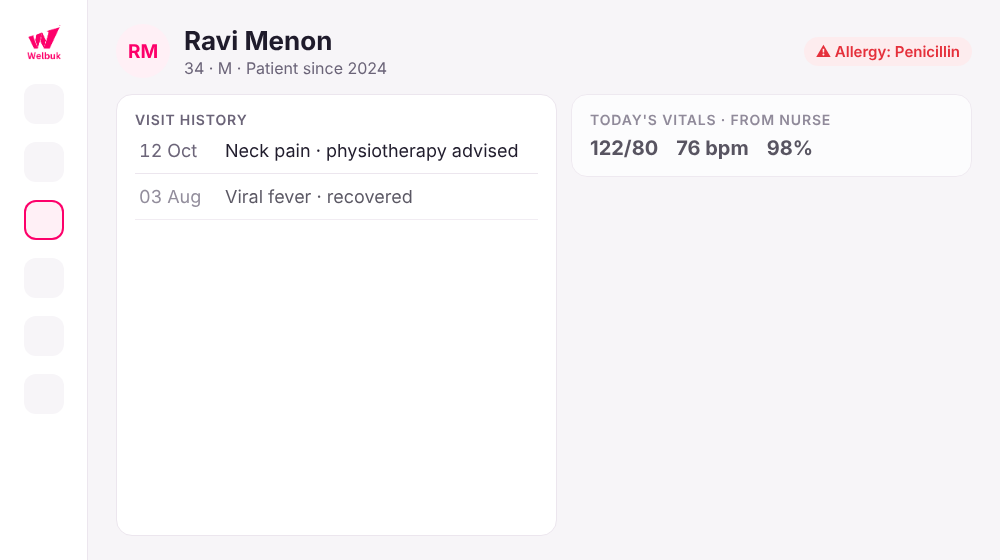 Welbuk
RM
Ravi Menon
34 · M · Patient since 2024
⚠ Allergy: Penicillin
VISIT HISTORY
12 Oct Neck pain · physiotherapy advised
03 Aug Viral fever · recovered
TODAY'S VITALS · FROM NURSE
122/80 76 bpm 98%